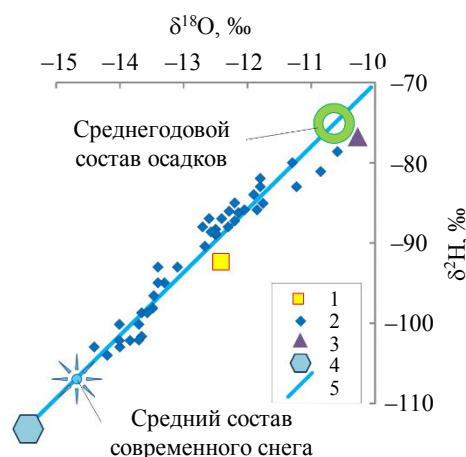 δ¹⁸O, ‰
−15 −14 −13 −12 −11 −10
−70
Среднегодовой
состав осадков
−80
−90
δ²H, ‰
1
2
3
4
5
−100
−110
Средний состав
современного снега